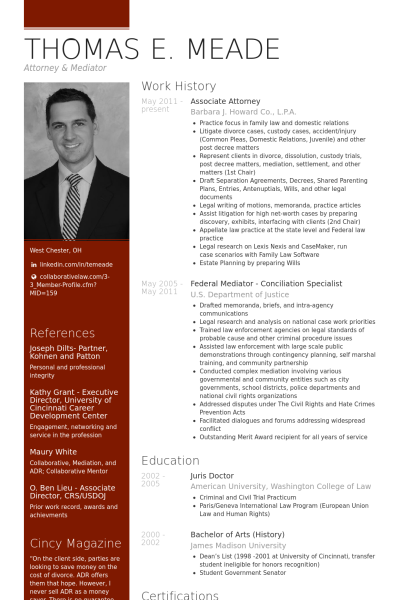 THOMAS E. MEADE
Attorney & Mediator
West Chester, OH
linkedin.com/in/temeade
collaborativelaw.com/3-
3_Member-Profile.cfm?
MID=159
References
Joseph Dilts- Partner,
Kohnen and Patton
Personal and professional
Integrity
Kathy Grant - Executive
Director, University of
Cincinnati Career
Development Center
Engagement, networking and
service in the profession
Maury White
Collaborative, Mediation, and
ADR; Collaborative Mentor
O. Ben Lieu - Associate
Director, CRS/USDOJ
Prior work record, awards and
achievments
Cincy Magazine
"On the client side, parties
are looking to save money on the
cost of divorce. ADR offers
them that hope. However, I
never sell ADR as a money
saver. There is no guarantee
Work History
May 2011 -
present
Associate Attorney
Barbara J. Howard Co., L.P.A.
• Practice focus in family law and domestic relations
• Litigate divorce cases, custody cases, accident/injury
(Common Pleas, Domestic Relations, Juvenile) and other
post decree matters
• Represent clients in divorce, dissolution, custody trials,
post decree matters, mediation, settlement, and other
matters (1st Chair)
• Draft Separation Agreements, Decrees, Shared Parenting
Plans, Entries, Antenuptials, Wills, and other legal
documents
• Legal writing of motions, memoranda, practice articles
• Assist litigation for high net-worth cases by preparing
discovery, exhibits, interfacing with clients (2nd Chair)
• Appellate law practice at the state level and Federal law
practice
• Legal research on Lexis Nexis and CaseMaker, run
case scenarios with Family Law Software
• Estate Planning by preparing Wills
May 2005 -
May 2011
Federal Mediator - Conciliation Specialist
U.S. Department of Justice
• Drafted memoranda, briefs, and intra-agency
communications
• Legal research and analysis on national case work priorities
• Trained law enforcement agencies on legal standards of
probable cause and other criminal procedure issues
• Assisted law enforcement with large scale public
demonstrations through contingency planning, self marshal
training, and community partnership
• Conducted complex mediation involving various
governmental and community entities such as city
governments, school districts, police departments and
national civil rights organizations
• Addressed disputes under The Civil Rights and Hate Crimes
Prevention Acts
• Facilitated dialogues and forums addressing widespread
conflict
• Outstanding Merit Award recipient for all years of service
Education
2002 -
2005
Juris Doctor
American University, Washington College of Law
• Criminal and Civil Trial Practicum
• Paris/Geneva International Law Program (European Union
Law and Human Rights)
2000 -
2002
Bachelor of Arts (History)
James Madison University
• Dean's List (1998 -2001 at University of Cincinnati, transfer
student ineligible for honors recognition)
• Student Government Senator
Certifications